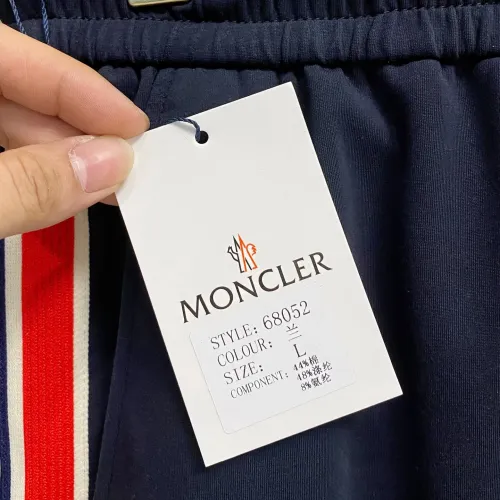 MONCLER
STYLE: 68052
COLOUR: 兰
SIZE: L
COMPONENT: 44%棉
48%涤纶
8%氨纶